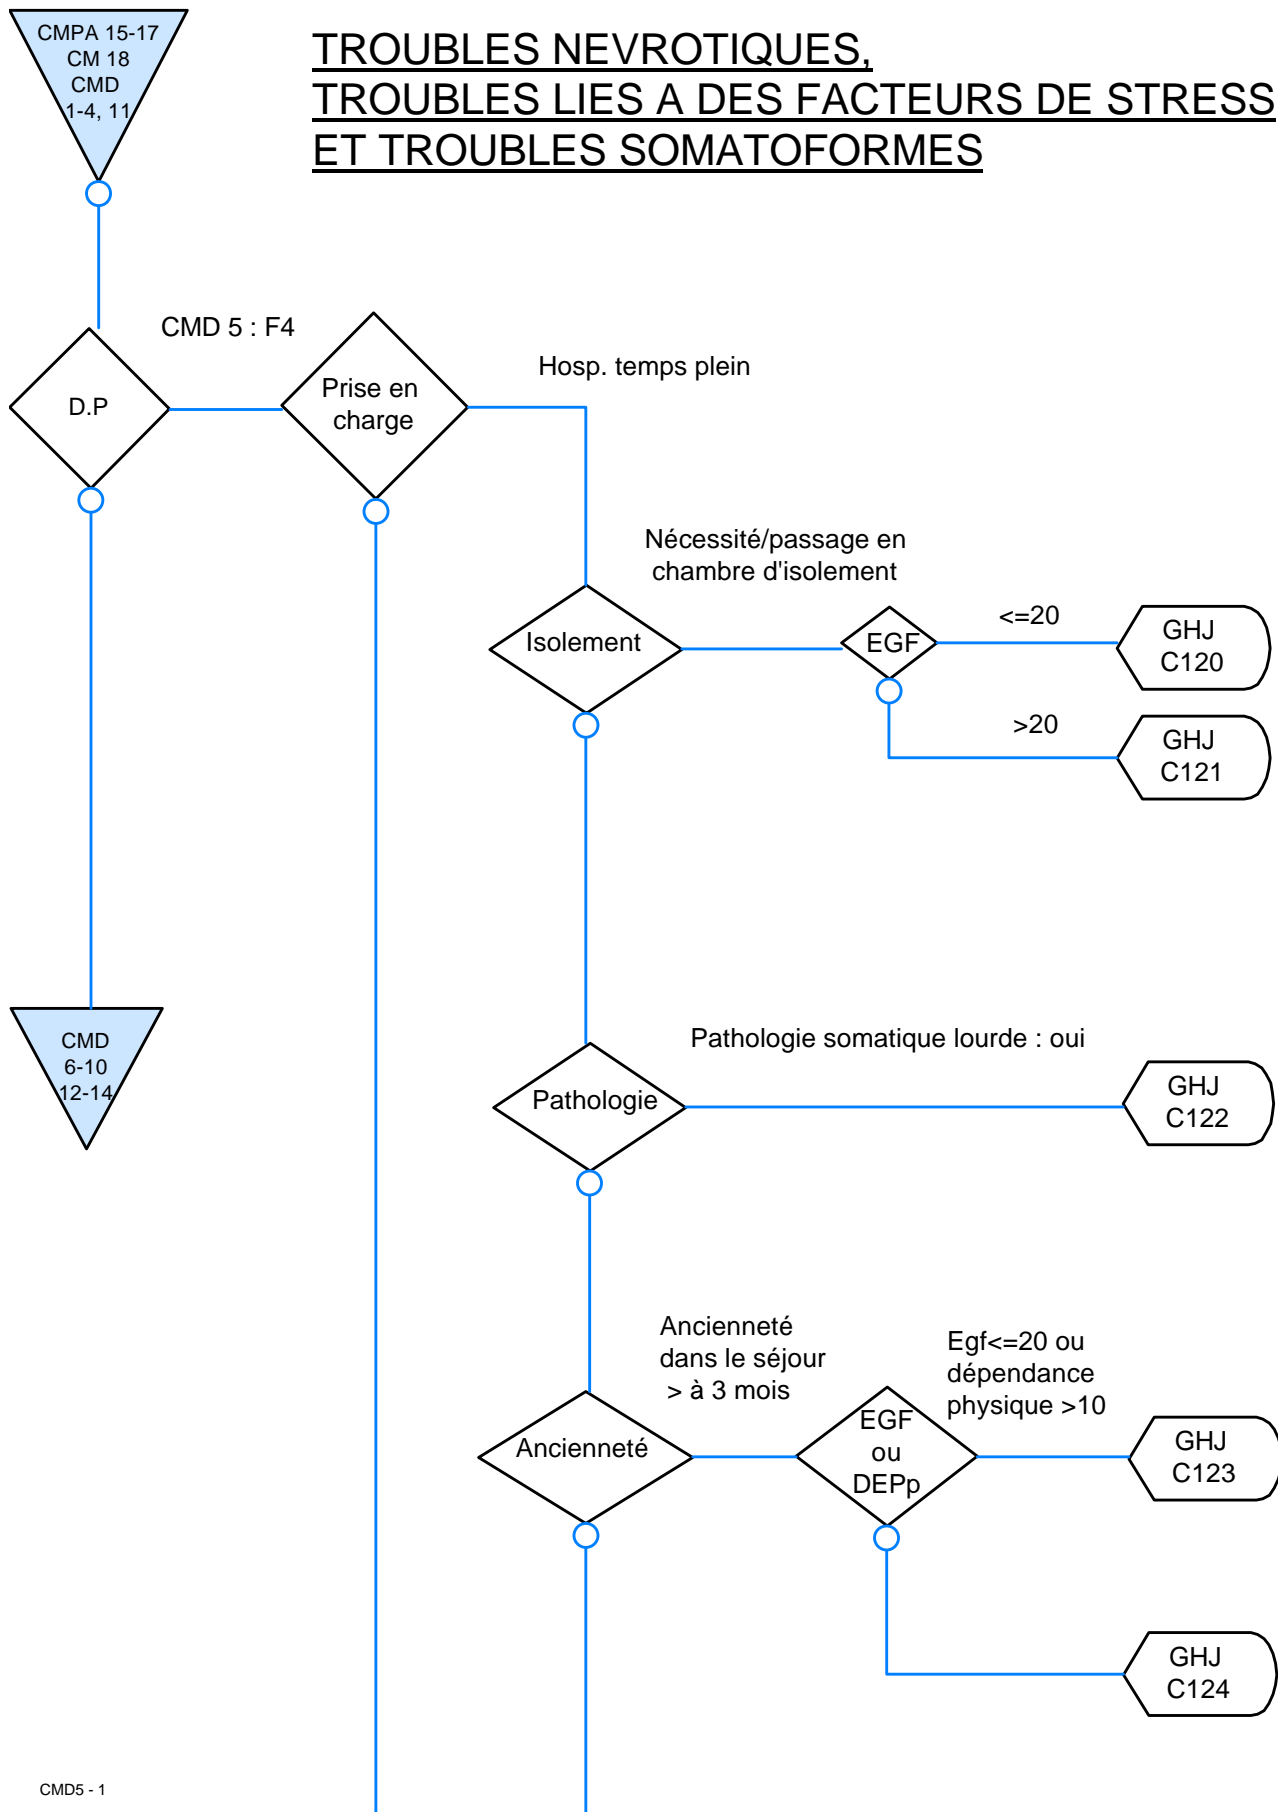 CMPA 15-17
CM 18
CMD
1-4, 11
TROUBLES NEVROTIQUES,
TROUBLES LIES A DES FACTEURS DE STRESS
ET TROUBLES SOMATOFORMES
CMD 5 : F4
D.P
Prise en
charge
Hosp. temps plein
Nécessité/passage en
chambre d'isolement
Isolement
EGF
<=20
GHJ
C120
>20
GHJ
C121
CMD
6-10
12-14
Pathologie somatique lourde : oui
Pathologie
GHJ
C122
Ancienneté
dans le séjour
> à 3 mois
Egf<=20 ou
dépendance
physique >10
Ancienneté
EGF
ou
DEPp
GHJ
C123
GHJ
C124
CMD5 - 1